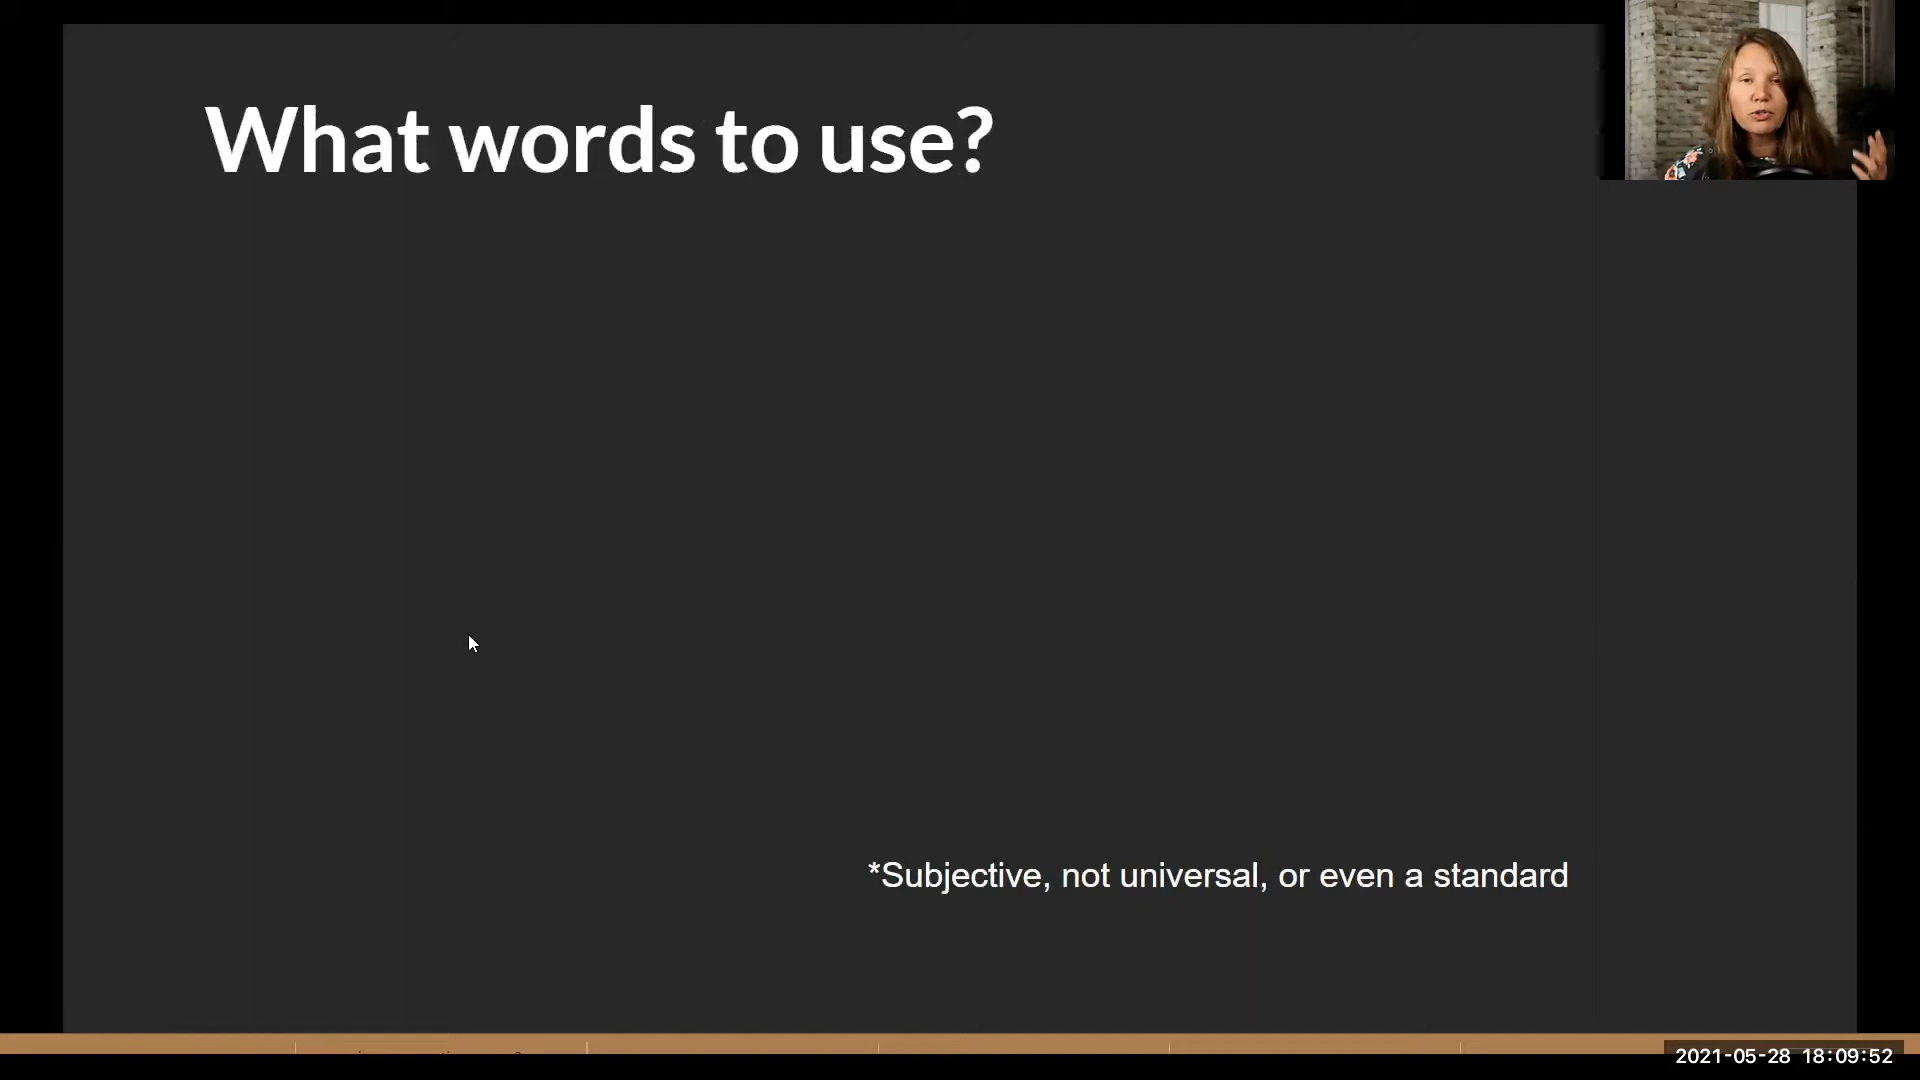 What words to use?
*Subjective, not universal, or even a standard
2021-05-28 18:09:52